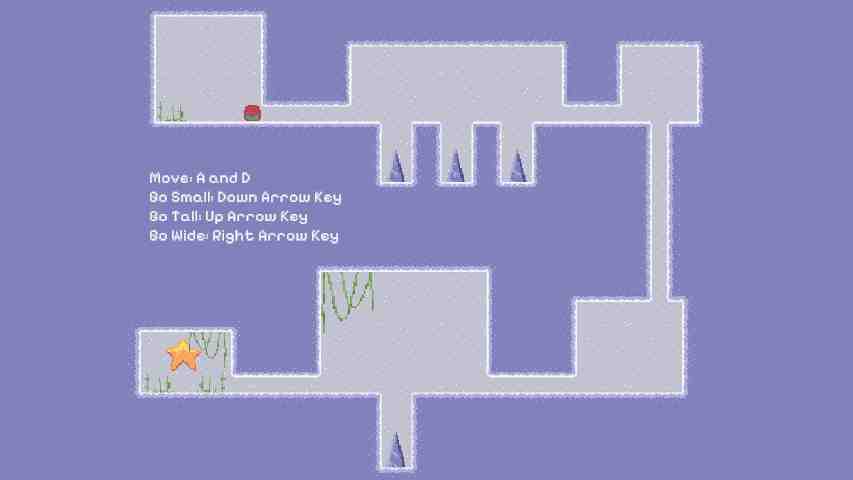 Move: A and D
Go Small: Down Arrow Key
Go Tall: Up Arrow Key
Go Wide: Right Arrow Key